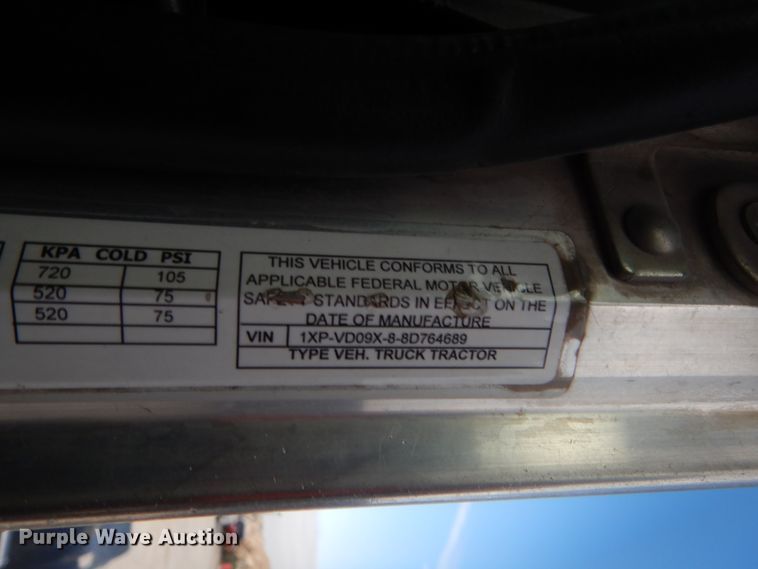 KPA COLD PSI
720 105
520 75
520 75
THIS VEHICLE CONFORMS TO ALL
APPLICABLE FEDERAL MOTOR VEHICLE
STANDARDS IN EFFECT ON THE
DATE OF MANUFACTURE
VIN 1XP-VD09X-8-8D764689
TYPE VEH. TRUCK TRACTOR
Purple Wave Auction
purplewave.com